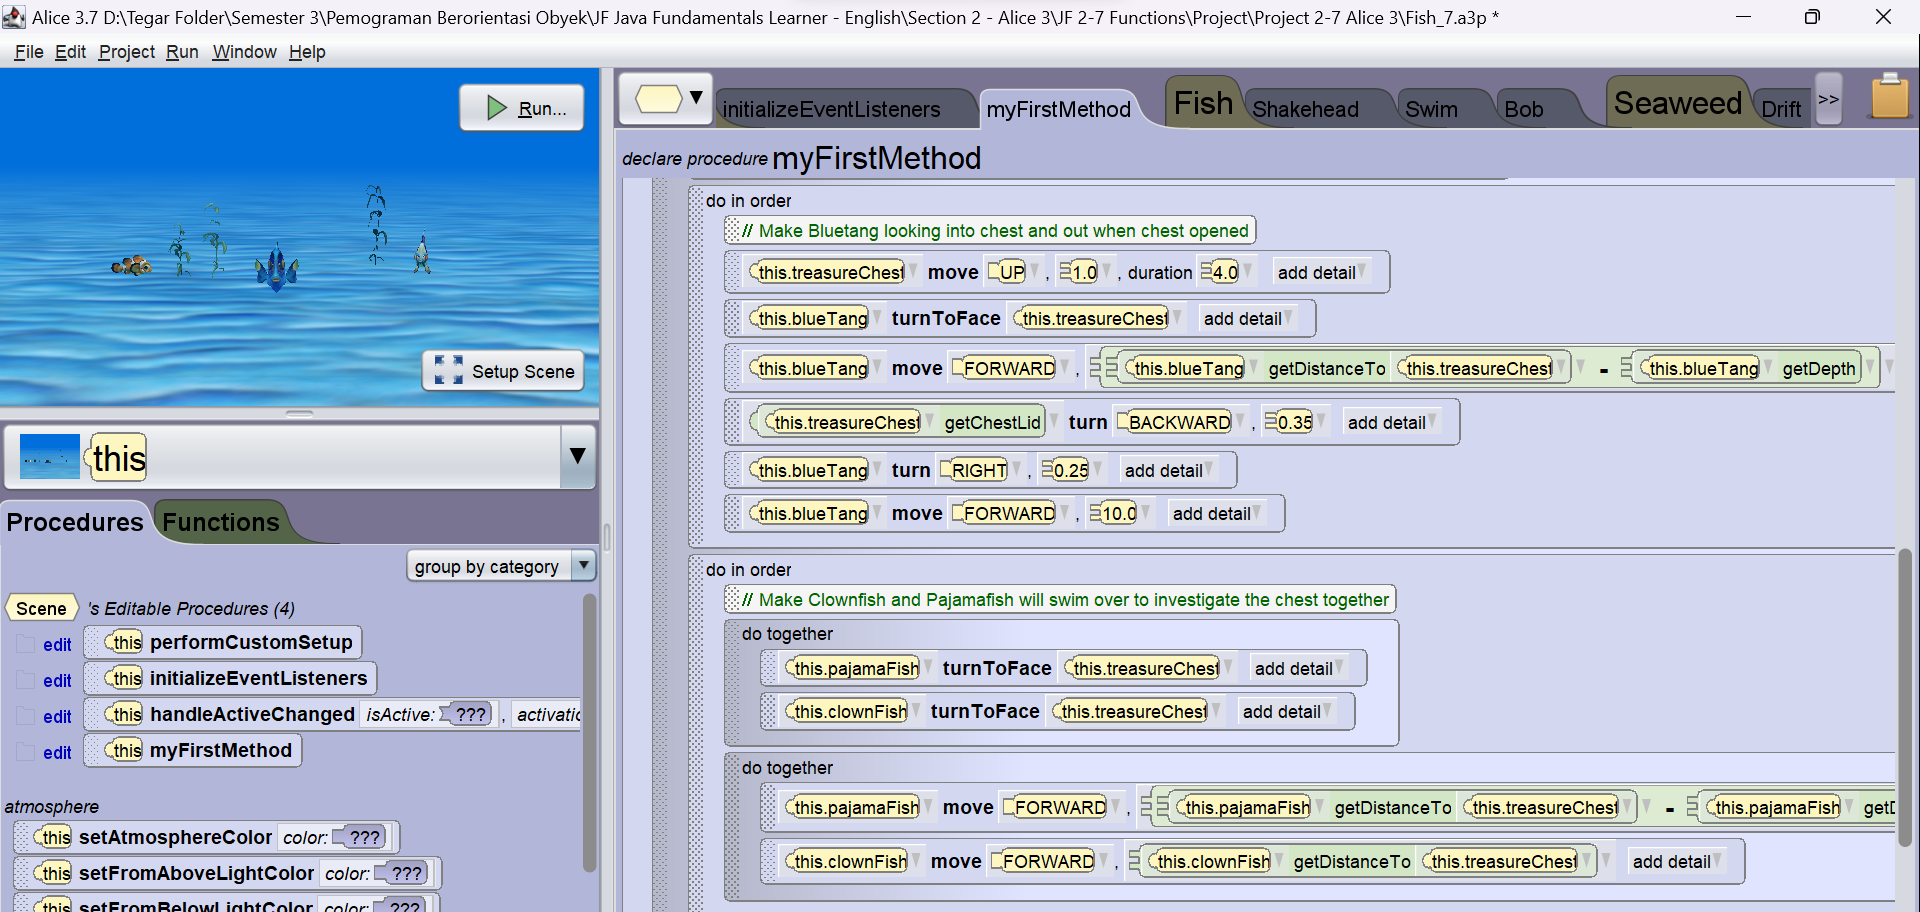 Alice 3.7 D:\Tegar Folder\Semester 3\Pemograman Berorientasi Obyek\JF Java Fundamentals Learner - English\Section 2 - Alice 3\JF 2-7 Functions\Project\Project 2-7 Alice 3\Fish_7.a3p *
File Edit Project Run Window Help
Run...
Setup Scene
this
Procedures Functions
group by category
Scene 's Editable Procedures (4)
edit this performCustomSetup
edit this initializeEventListeners
edit this handleActiveChanged isActive: ??? , activatic
edit this myFirstMethod
atmosphere
this setAtmosphereColor color: ???
this setFromAboveLightColor color: ???
this setFromBelowLightColor color: ???
initializeEventListeners myFirstMethod Fish Shakehead Swim Bob Seaweed Drift >>
declare procedure myFirstMethod
do in order
// Make Bluetang looking into chest and out when chest opened
this.treasureChest move UP , 1.0 , duration 4.0 add detail
this.blueTang turnToFace this.treasureChest add detail
this.blueTang move FORWARD , this.blueTang getDistanceTo this.treasureChest - this.blueTang getDepth
this.treasureChest getChestLid turn BACKWARD , 0.35 add detail
this.blueTang turn RIGHT , 0.25 add detail
this.blueTang move FORWARD , 10.0 add detail
do in order
// Make Clownfish and Pajamafish will swim over to investigate the chest together
do together
this.pajamaFish turnToFace this.treasureChest add detail
this.clownFish turnToFace this.treasureChest add detail
do together
this.pajamaFish move FORWARD , this.pajamaFish getDistanceTo this.treasureChest - this.pajamaFish getD
this.clownFish move FORWARD , this.clownFish getDistanceTo this.treasureChest add detail